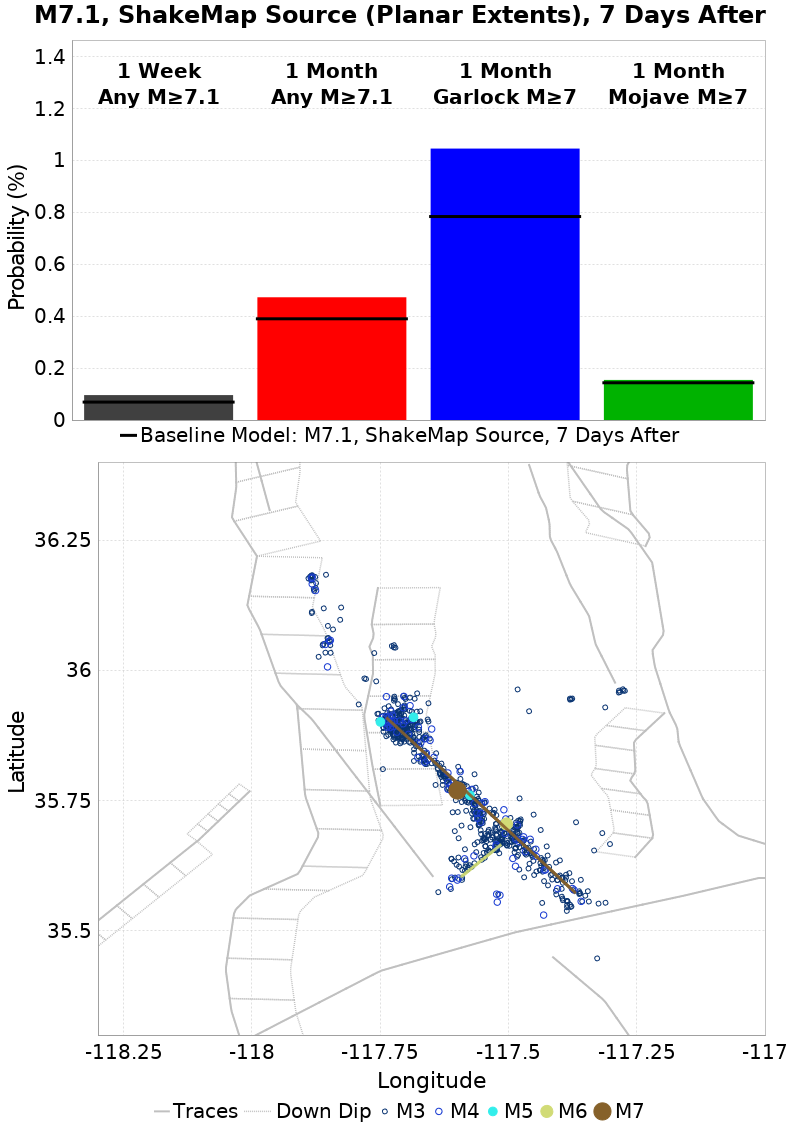 M7.1, ShakeMap Source (Planar Extents), 7 Days After
1.4
1.2
1
0.8
0.6
0.4
0.2
0
Probability (%)
1 Week
Any M≥7.1
1 Month
Any M≥7.1
1 Month
Garlock M≥7
1 Month
Mojave M≥7
Baseline Model: M7.1, ShakeMap Source, 7 Days After
36.25
36
35.75
35.5
Latitude
-118.25 -118 -117.75 -117.5 -117.25 -117
Longitude
Traces Down Dip M3 M4 M5 M6 M7